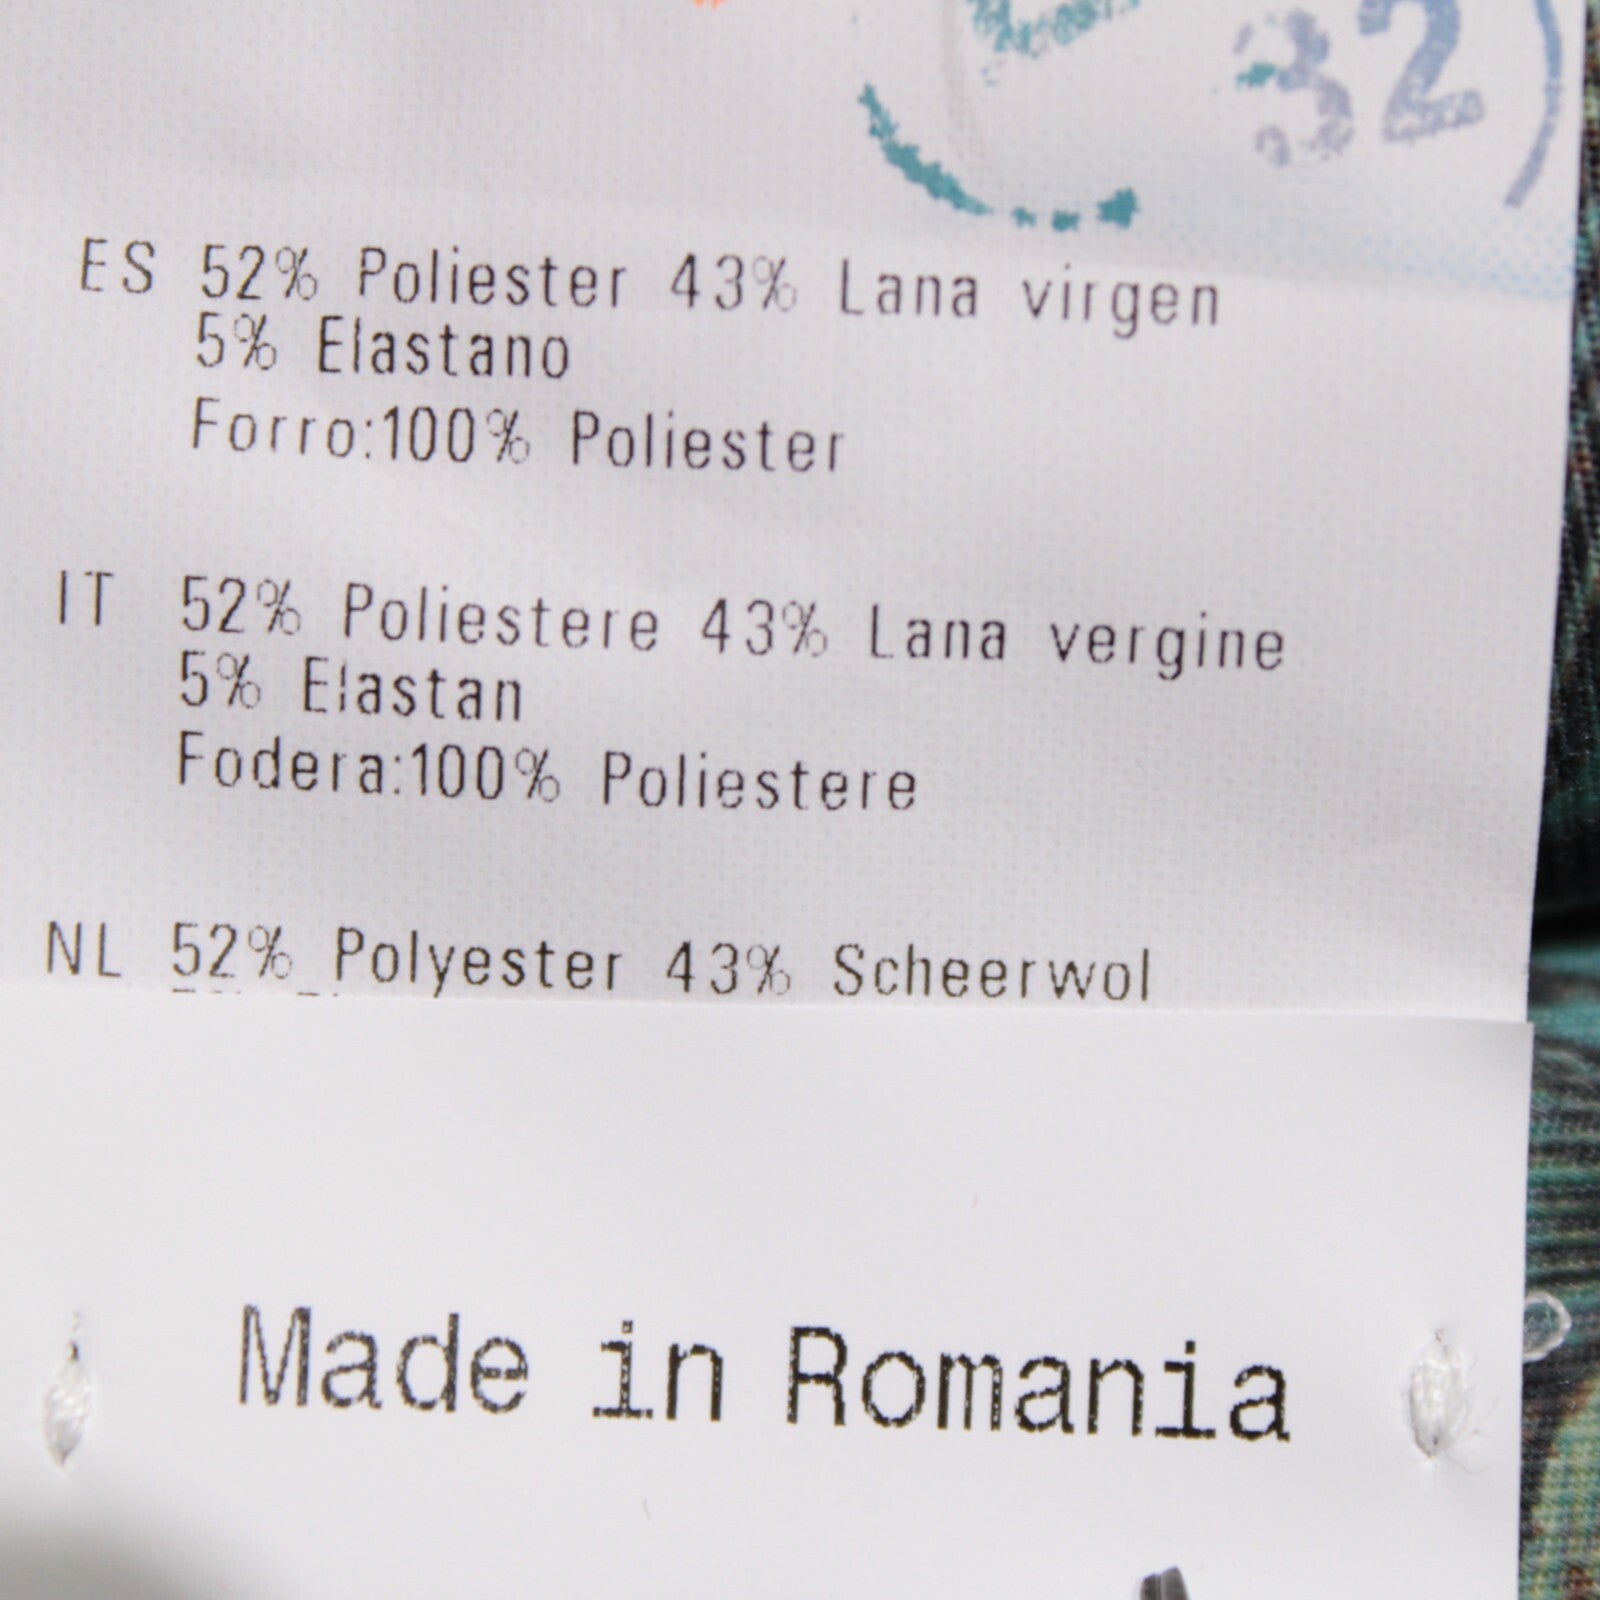 32
ES 52% Poliester 43% Lana virgen
5% Elastano
Forro:100% Poliester
IT 52% Poliestere 43% Lana vergine
5% Elastan
Fodera:100% Poliestere
NL 52% Polyester 43% Scheerwol
Made in Romania